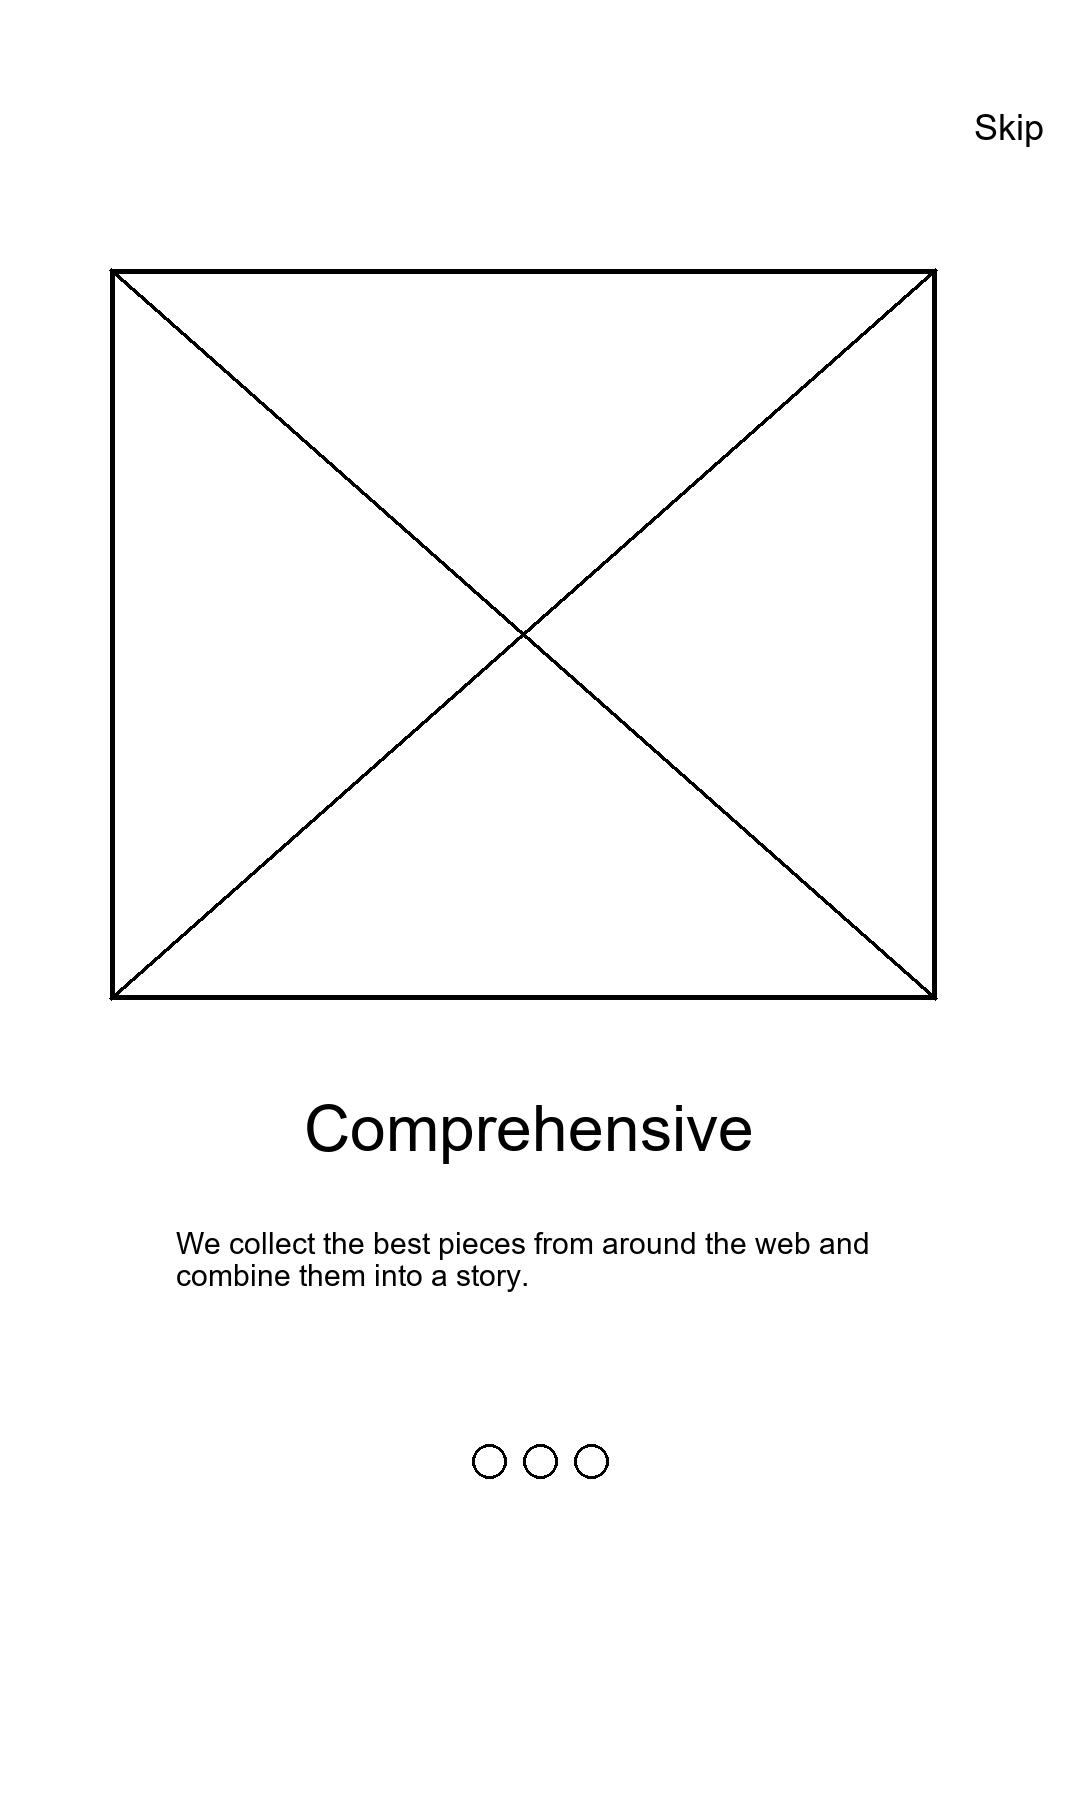 Skip
Comprehensive
We collect the best pieces from around the web and
combine them into a story.